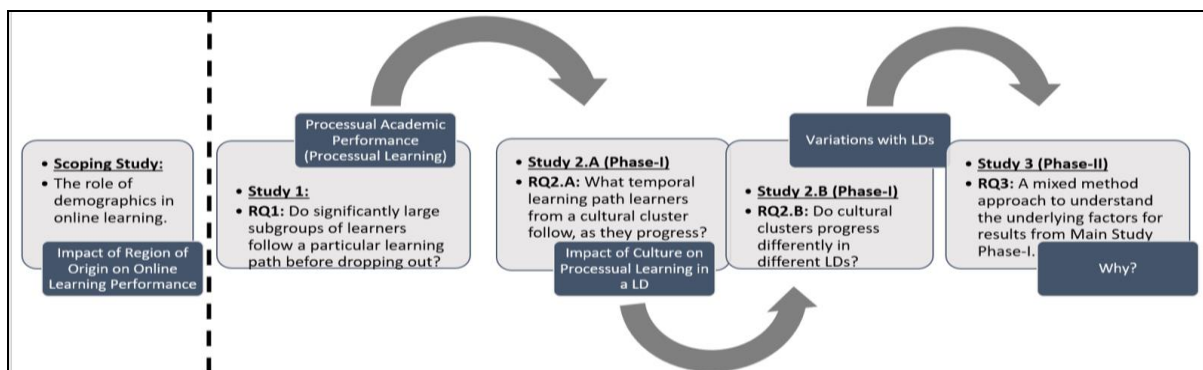 • Scoping Study:
• The role of
demographics in
online learning.
Impact of Region of
Origin on Online
Learning Performance
Processual Academic
Performance
(Processual Learning)
• Study 1:
• RQ1: Do significantly large
subgroups of learners
follow a particular learning
path before dropping out?
• Study 2.A (Phase-I)
• RQ2.A: What temporal
learning path learners
from a cultural cluster
follow, as they progress?
Impact of Culture on
Processual Learning in
a LD
Variations with LDs
• Study 2.B (Phase-I)
• RQ2.B: Do cultural
clusters progress
differently in
different LDs?
• Study 3 (Phase-II)
• RQ3: A mixed method
approach to understand
the underlying factors for
results from Main Study
Phase-I.
Why?